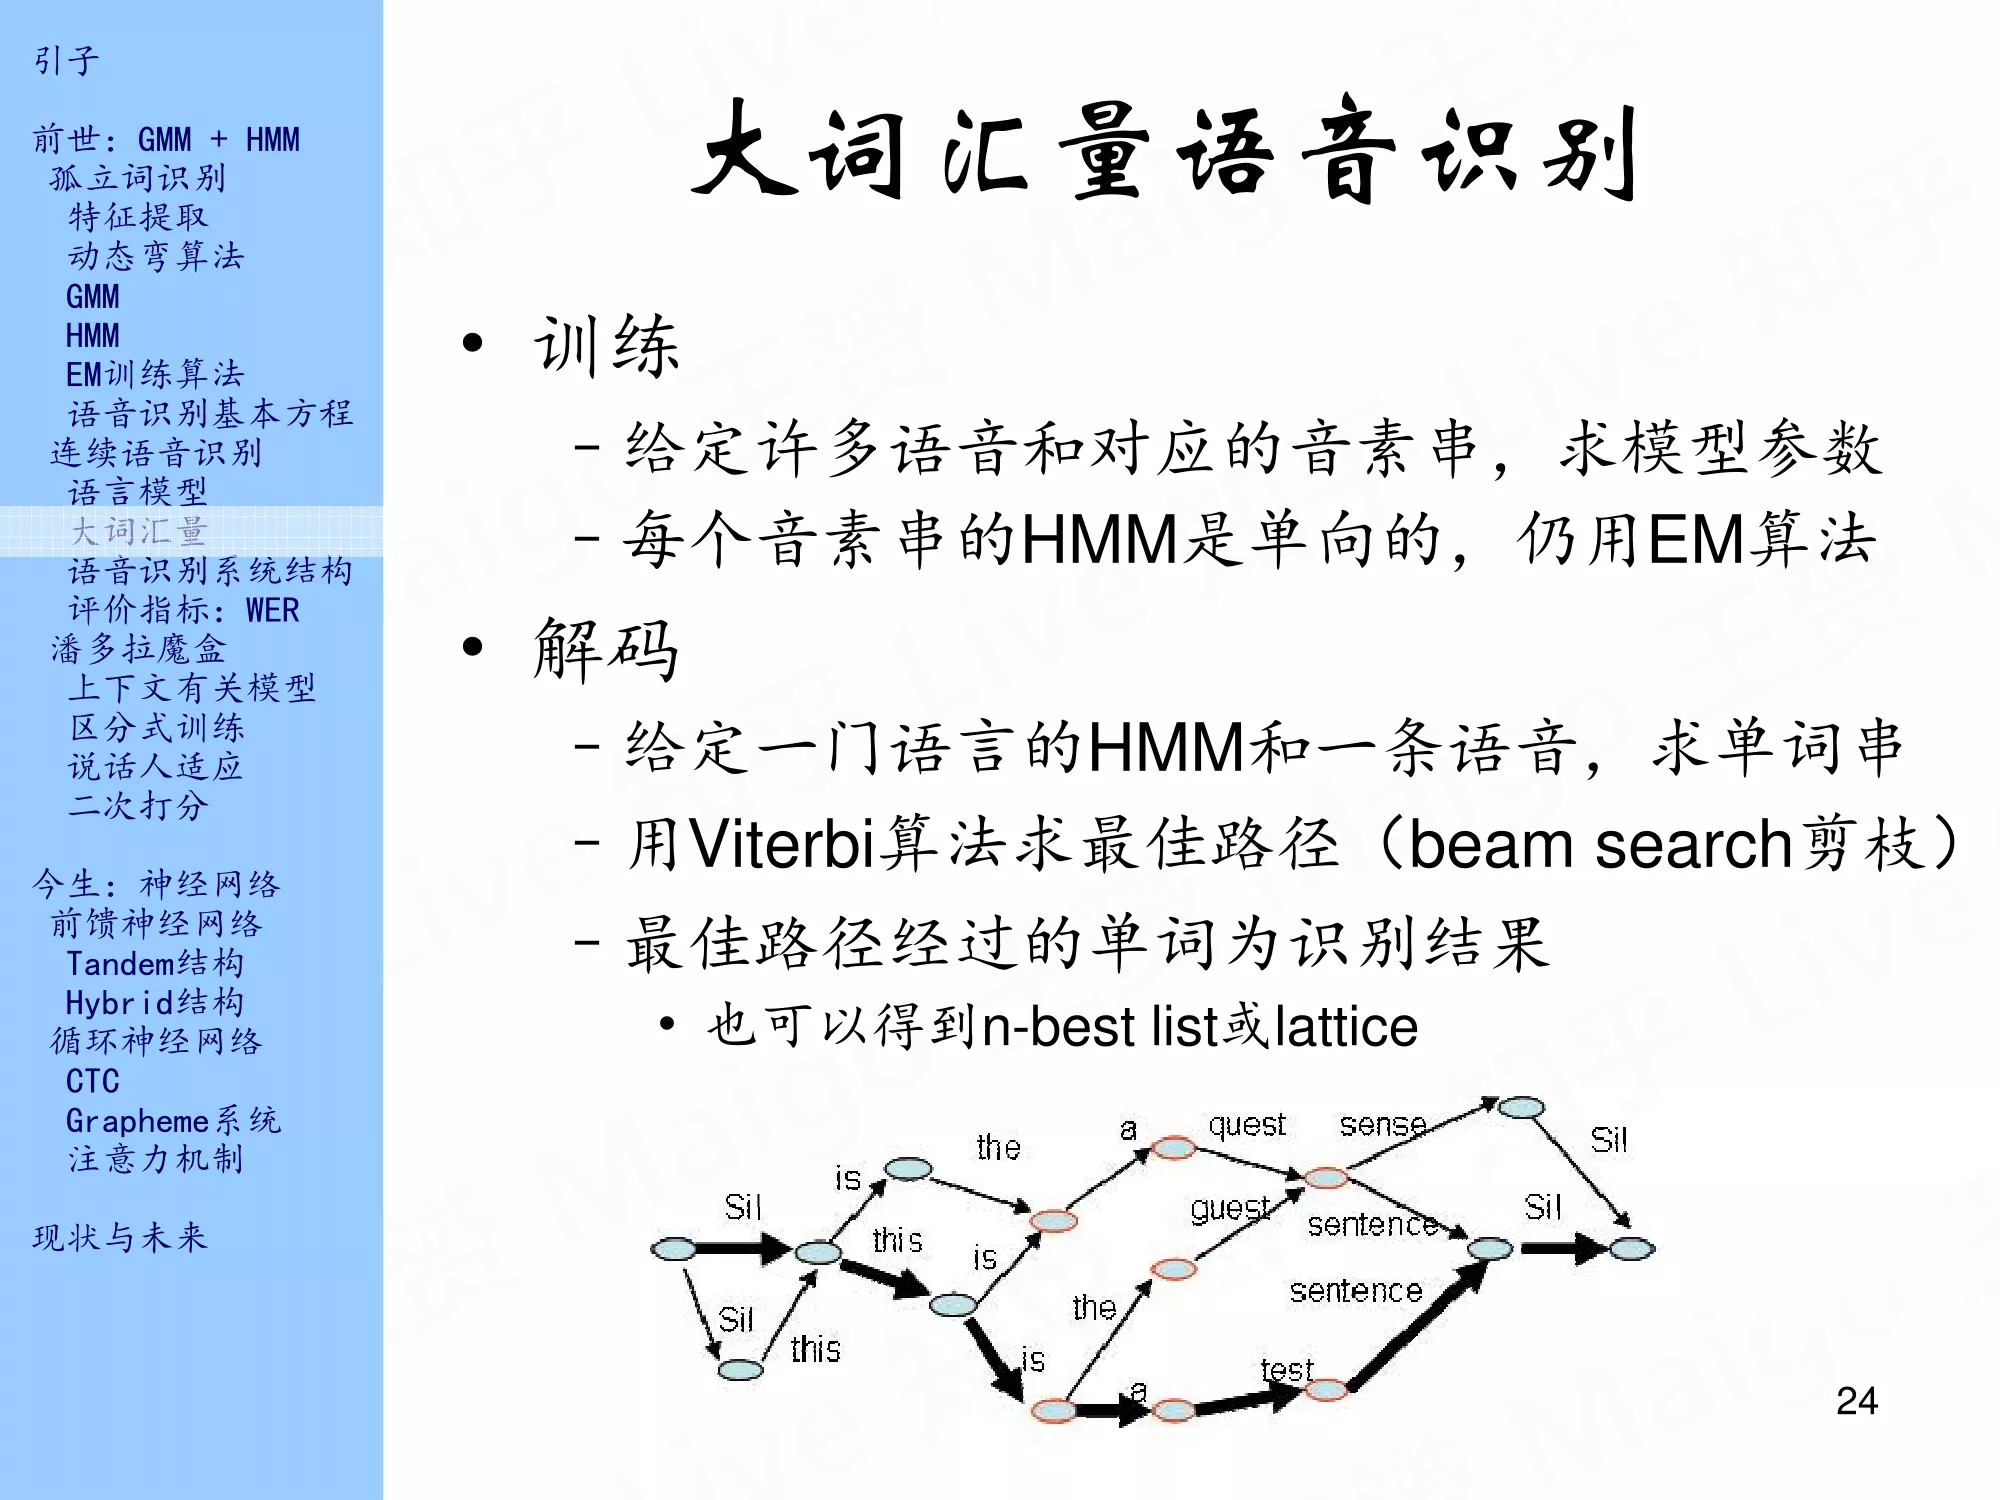 引子
前世：GMM + HMM
孤立词识别
特征提取
动态弯算法
GMM
HMM
EM训练算法
语音识别基本方程
连续语音识别
语言模型
大词汇量
语音识别系统结构
评价指标：WER
潘多拉魔盒
上下文有关模型
区分式训练
说话人适应
二次打分
今生：神经网络
前馈神经网络
Tandem结构
Hybrid结构
循环神经网络
CTC
Grapheme系统
注意力机制
现状与未来
大词汇量语音识别
• 训练
– 给定许多语音和对应的音素串，求模型参数
– 每个音素串的HMM是单向的，仍用EM算法
• 解码
– 给定一门语言的HMM和一条语音，求单词串
– 用Viterbi算法求最佳路径（beam search剪枝）
– 最佳路径经过的单词为识别结果
• 也可以得到n-best list或lattice
Sil
is
the
a
quest
sense
Sil
this
is
guest
sentence
Sil
Sil
this
is
the
sentence
a
test
24
知乎 Live Maigo 王赟